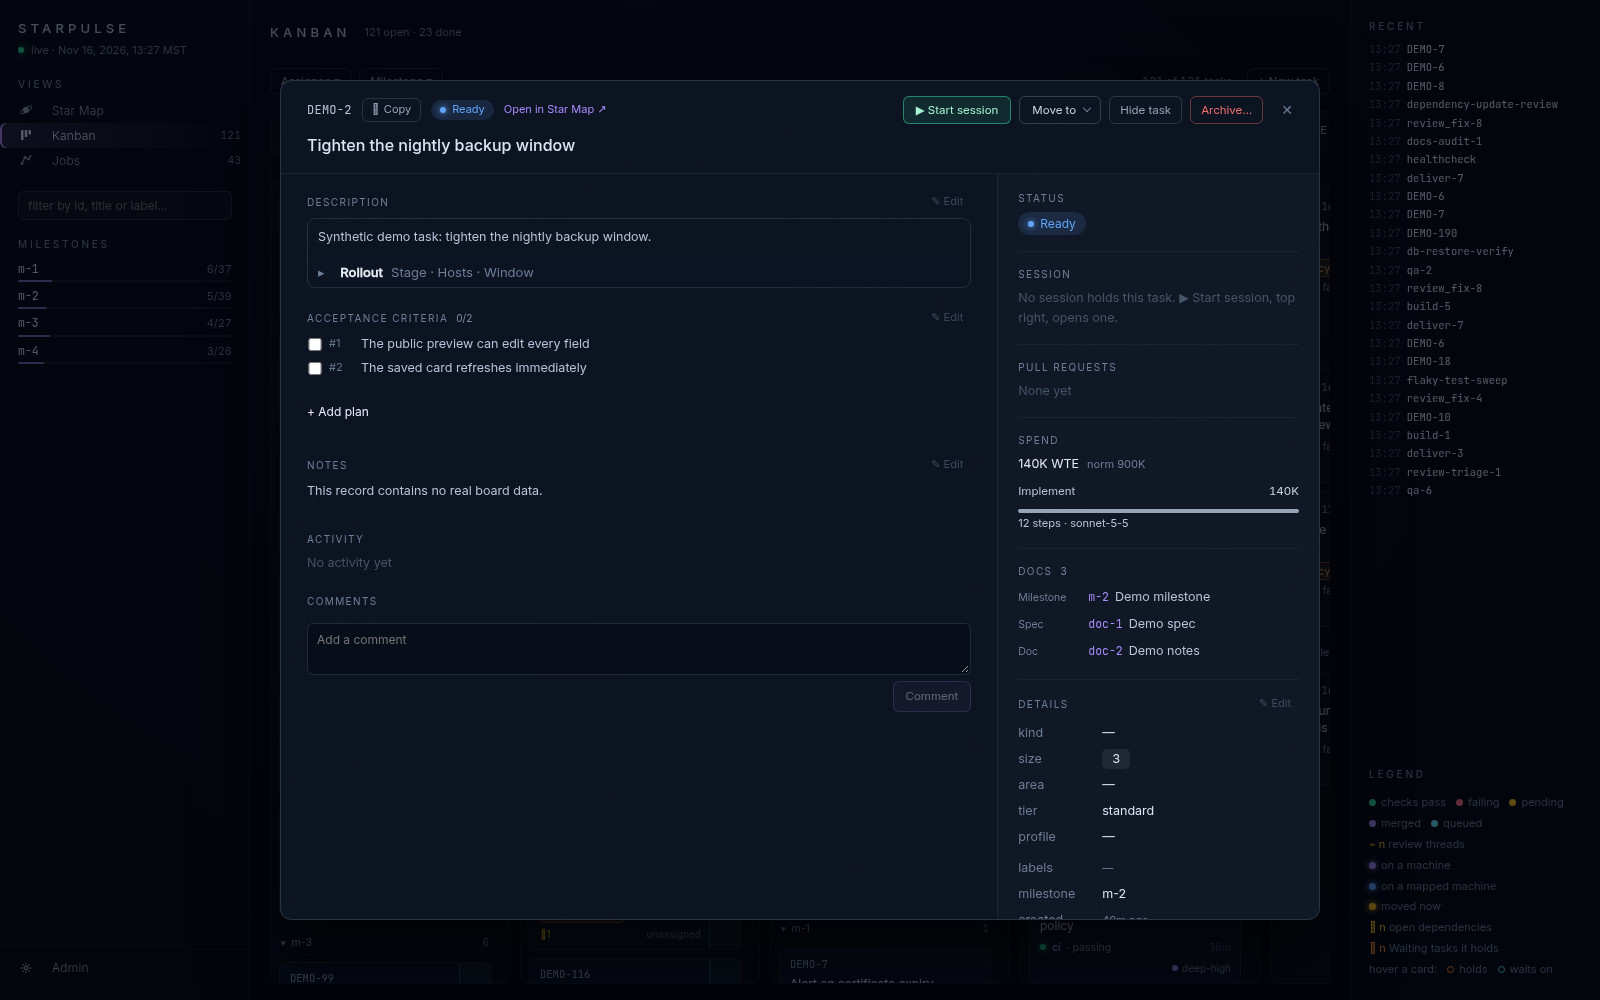 STARPULSE
live · Nov 16, 2026, 13:27 MST
VIEWS
Star Map
Kanban 121
Jobs 43
filter by id, title or label...
MILESTONES
m-1 6/37
m-2 5/39
m-3 4/27
m-4 3/26
Admin
KANBAN 121 open · 23 done
DEMO-2 Copy Ready Open in Star Map ↗
▶ Start session Move to Hide task Archive... ✕
Tighten the nightly backup window
DESCRIPTION ✎ Edit
Synthetic demo task: tighten the nightly backup window.
▸ Rollout Stage · Hosts · Window
ACCEPTANCE CRITERIA 0/2 ✎ Edit
#1 The public preview can edit every field
#2 The saved card refreshes immediately
+ Add plan
NOTES ✎ Edit
This record contains no real board data.
ACTIVITY
No activity yet
COMMENTS
Add a comment
Comment
STATUS
Ready
SESSION
No session holds this task. ▶ Start session, top
right, opens one.
PULL REQUESTS
None yet
SPEND
140K WTE norm 900K
Implement 140K
12 steps · sonnet-5-5
DOCS 3
Milestone m-2 Demo milestone
Spec doc-1 Demo spec
Doc doc-2 Demo notes
DETAILS ✎ Edit
kind —
size 3
area —
tier standard
profile —
labels —
milestone m-2
m-3 6
DEMO-99
1 unassigned
DEMO-116
m-1 1
DEMO-7
Alert on certificate expiry
policy
ci · passing 36m
deep-high
RECENT
13:27 DEMO-7
13:27 DEMO-6
13:27 DEMO-8
13:27 dependency-update-review
13:27 review_fix-8
13:27 docs-audit-1
13:27 healthcheck
13:27 deliver-7
13:27 DEMO-6
13:27 DEMO-7
13:27 DEMO-190
13:27 db-restore-verify
13:27 qa-2
13:27 review_fix-8
13:27 build-5
13:27 deliver-7
13:27 DEMO-6
13:27 DEMO-18
13:27 flaky-test-sweep
13:27 review_fix-4
13:27 DEMO-10
13:27 build-1
13:27 deliver-3
13:27 review-triage-1
13:27 qa-6
LEGEND
checks pass failing pending
merged queued
n review threads
on a machine
on a mapped machine
moved now
n open dependencies
n Waiting tasks it holds
hover a card: holds waits on